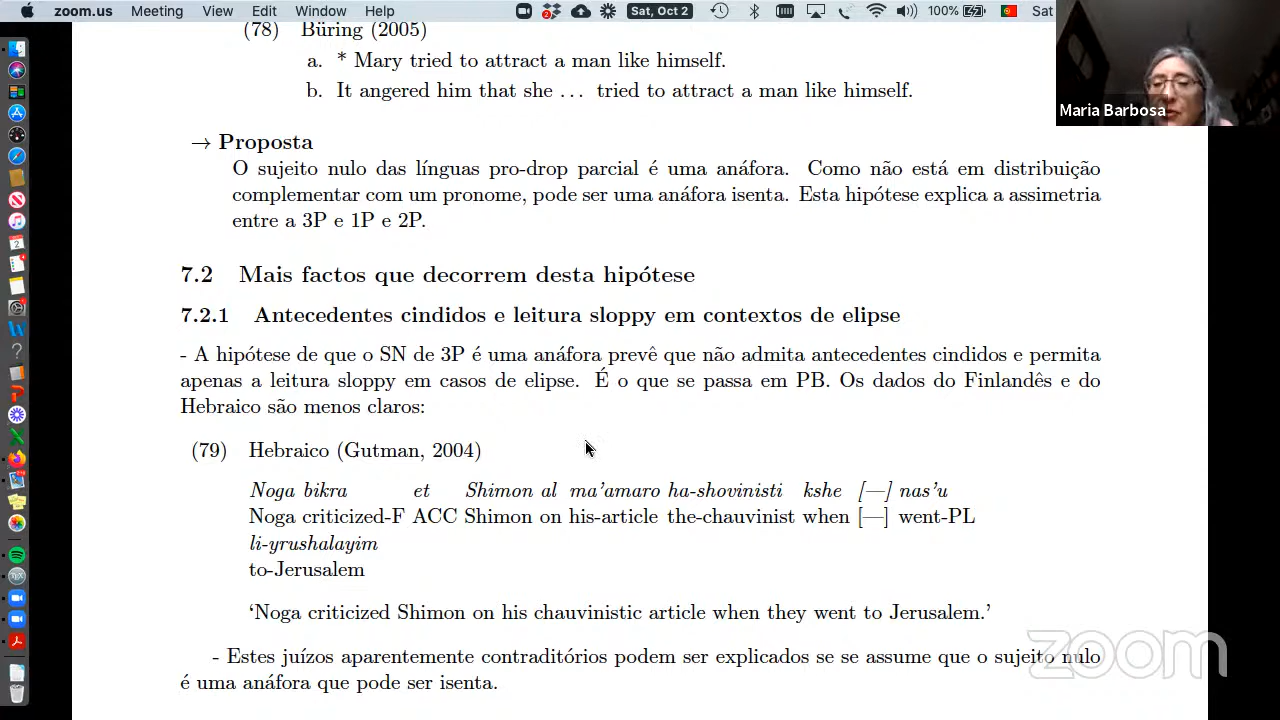 zoom.us Meeting View Edit Window Help Sat, Oct 2 100% Sat
(78) Büring (2005)
a. * Mary tried to attract a man like himself.
b. It angered him that she … tried to attract a man like himself.
Maria Barbosa
→ Proposta
O sujeito nulo das línguas pro-drop parcial é uma anáfora. Como não está em distribuição
complementar com um pronome, pode ser uma anáfora isenta. Esta hipótese explica a assimetria
entre a 3P e 1P e 2P.
7.2 Mais factos que decorrem desta hipótese
7.2.1 Antecedentes cindidos e leitura sloppy em contextos de elipse
- A hipótese de que o SN de 3P é uma anáfora prevê que não admita antecedentes cindidos e permita
apenas a leitura sloppy em casos de elipse. É o que se passa em PB. Os dados do Finlandês e do
Hebraico são menos claros:
(79) Hebraico (Gutman, 2004)
Noga bikra et Shimon al ma'amaro ha-shovinisti kshe [—] nas'u
Noga criticized-F ACC Shimon on his-article the-chauvinist when [—] went-PL
li-yrushalayim
to-Jerusalem
‘Noga criticized Shimon on his chauvinistic article when they went to Jerusalem.’
- Estes juízos aparentemente contraditórios podem ser explicados se se assume que o sujeito nulo
é uma anáfora que pode ser isenta.
zoom